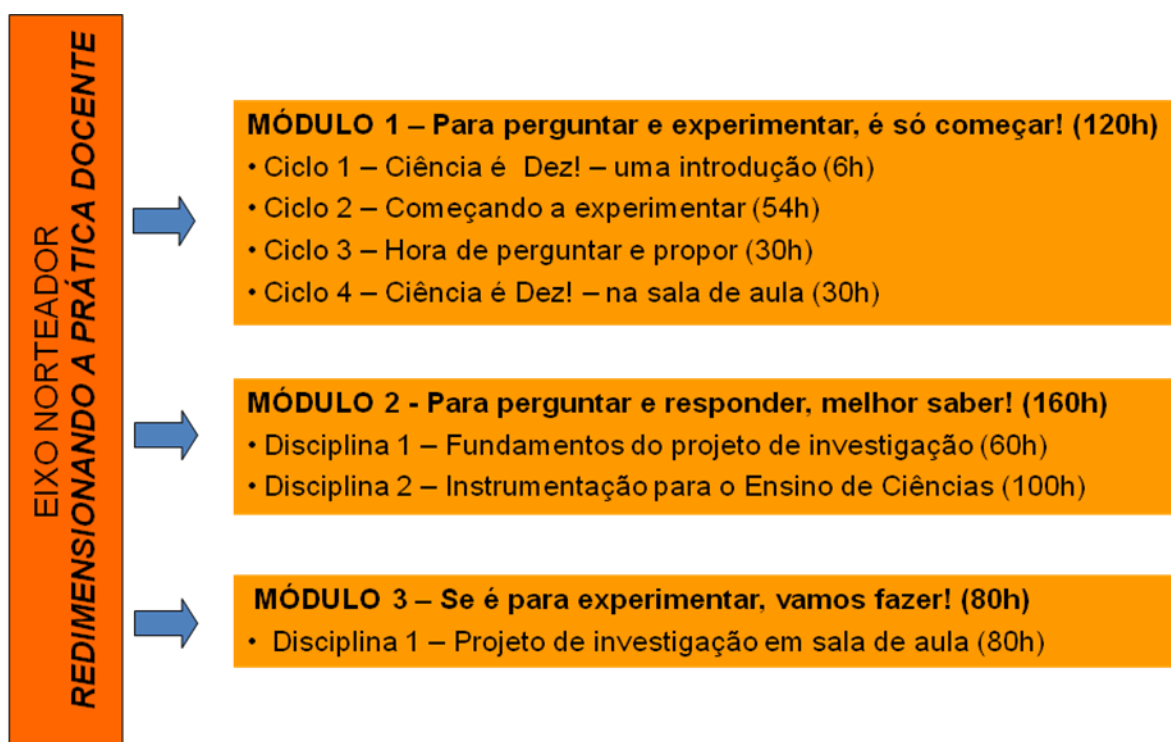 EIXO NORTEADOR
REDIMENSIONANDO A PRÁTICA DOCENTE
MÓDULO 1 – Para perguntar e experimentar, é só começar! (120h)
• Ciclo 1 – Ciência é Dez! – uma introdução (6h)
• Ciclo 2 – Começando a experimentar (54h)
• Ciclo 3 – Hora de perguntar e propor (30h)
• Ciclo 4 – Ciência é Dez! – na sala de aula (30h)
MÓDULO 2 - Para perguntar e responder, melhor saber! (160h)
• Disciplina 1 – Fundamentos do projeto de investigação (60h)
• Disciplina 2 – Instrumentação para o Ensino de Ciências (100h)
MÓDULO 3 – Se é para experimentar, vamos fazer! (80h)
• Disciplina 1 – Projeto de investigação em sala de aula (80h)